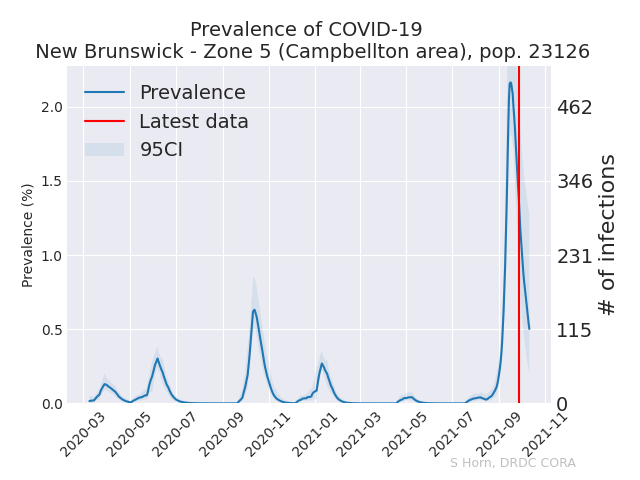 Prevalence of COVID-19
New Brunswick - Zone 5 (Campbellton area), pop. 23126
Prevalence
Latest data
95CI
Prevalence (%)
2.0
1.5
1.0
0.5
0.0
462
346
231
115
0
# of infections
2020-03
2020-05
2020-07
2020-09
2020-11
2021-01
2021-03
2021-05
2021-07
2021-09
2021-11
S Horn, DRDC CORA